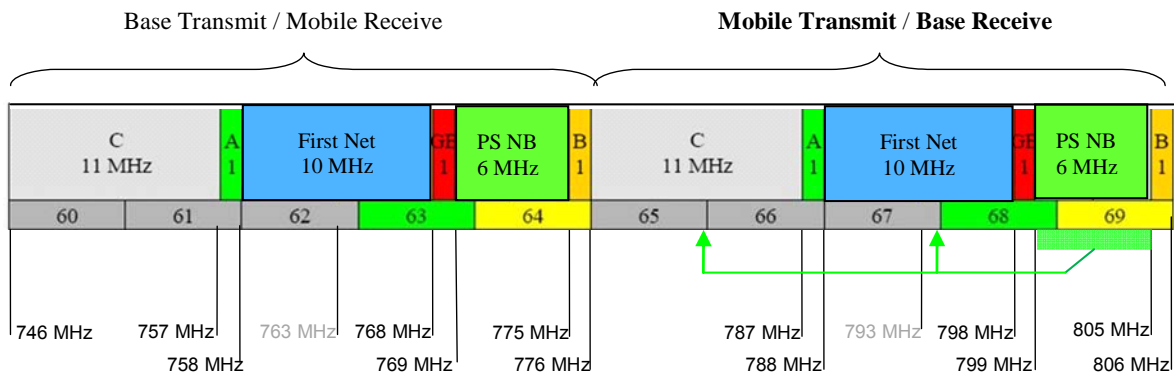 Base Transmit / Mobile Receive
Mobile Transmit / Base Receive
C
11 MHz
A
1
First Net
10 MHz
GB
1
PS NB
6 MHz
B
1
C
11 MHz
A
1
First Net
10 MHz
GB
1
PS NB
6 MHz
B
1
60 61 62 63 64 65 66 67 68 69
746 MHz 757 MHz 763 MHz 768 MHz 775 MHz 787 MHz 793 MHz 798 MHz 805 MHz
758 MHz 769 MHz 776 MHz 788 MHz 799 MHz 806 MHz